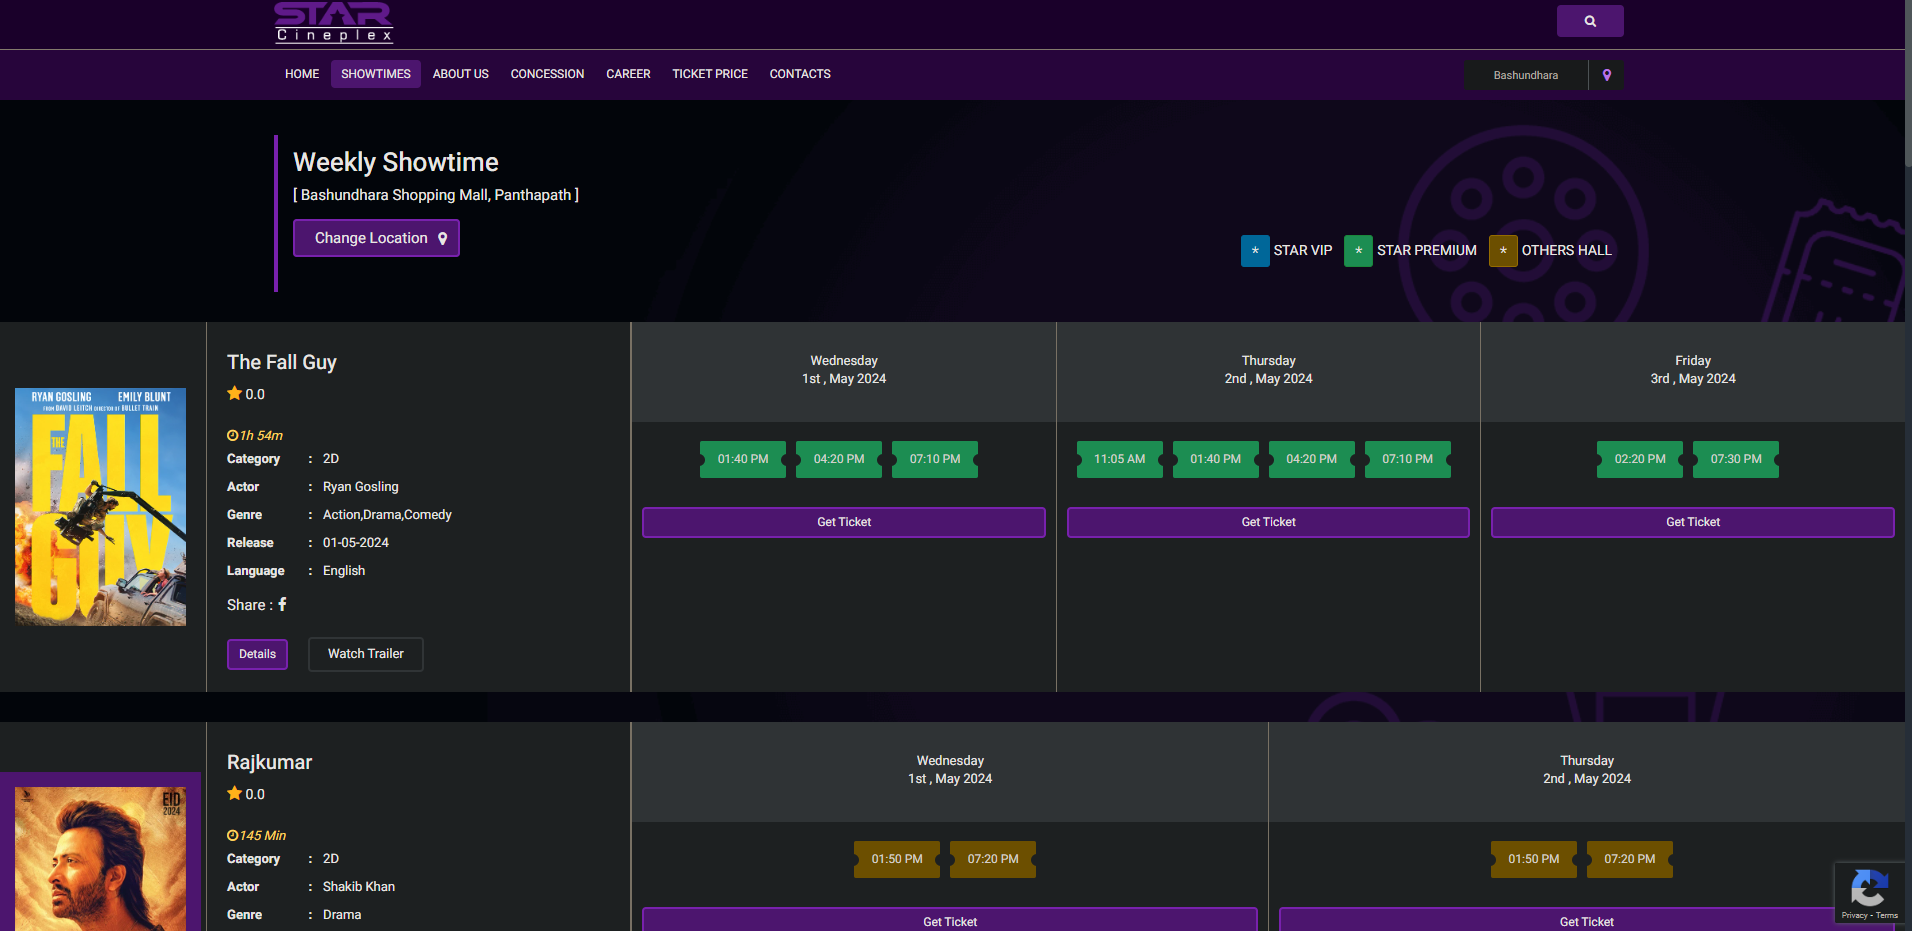 STAR
Cineplex
HOME SHOWTIMES ABOUT US CONCESSION CAREER TICKET PRICE CONTACTS
Bashundhara
Weekly Showtime
[ Bashundhara Shopping Mall, Panthapath ]
Change Location
* STAR VIP * STAR PREMIUM * OTHERS HALL
The Fall Guy
0.0
1h 54m
Category : 2D
Actor : Ryan Gosling
Genre : Action,Drama,Comedy
Release : 01-05-2024
Language : English
Share :
Details Watch Trailer
RYAN GOSLING EMILY BLUNT
FROM DAVID LEITCH DIRECTOR OF BULLET TRAIN
THE
FALL
GUY
Wednesday
1st , May 2024
01:40 PM 04:20 PM 07:10 PM
Get Ticket
Thursday
2nd , May 2024
11:05 AM 01:40 PM 04:20 PM 07:10 PM
Get Ticket
Friday
3rd , May 2024
02:20 PM 07:30 PM
Get Ticket
Rajkumar
0.0
145 Min
Category : 2D
Actor : Shakib Khan
Genre : Drama
EID
2024
Wednesday
1st , May 2024
01:50 PM 07:20 PM
Get Ticket
Thursday
2nd , May 2024
01:50 PM 07:20 PM
Get Ticket
Privacy - Terms